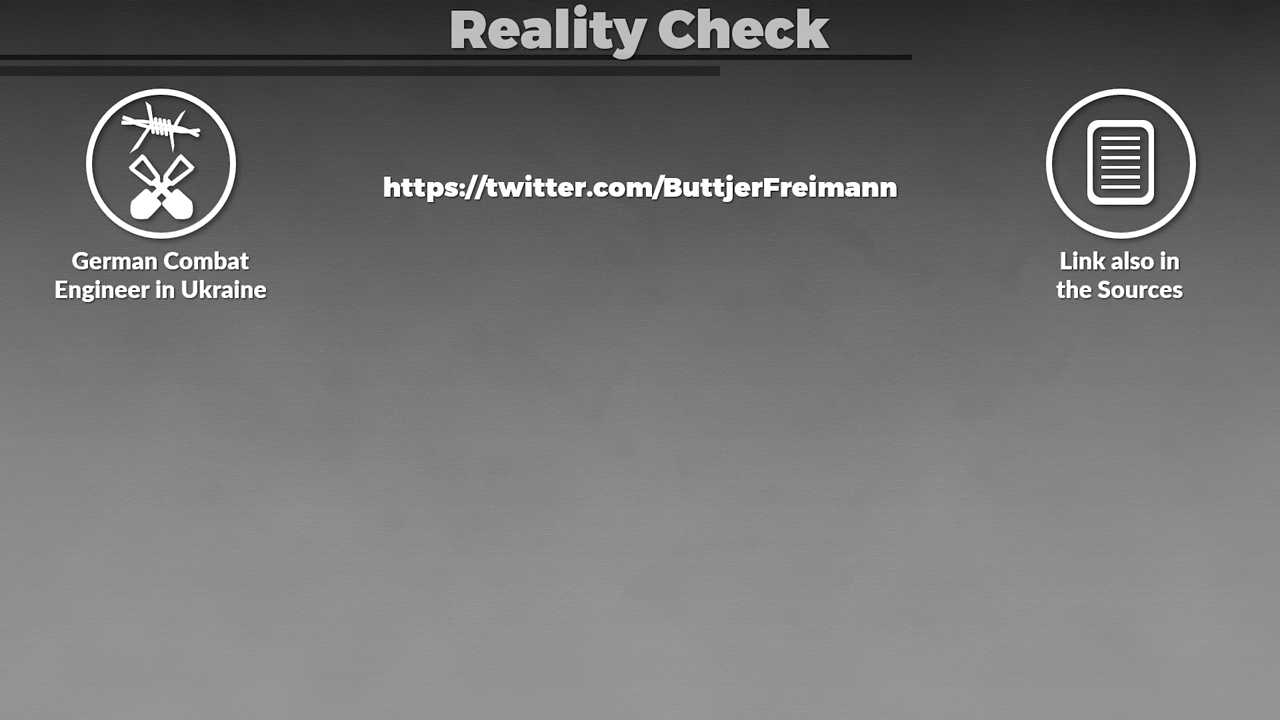 Reality Check
https://twitter.com/ButtjerFreimann
German Combat
Engineer in Ukraine
Link also in
the Sources